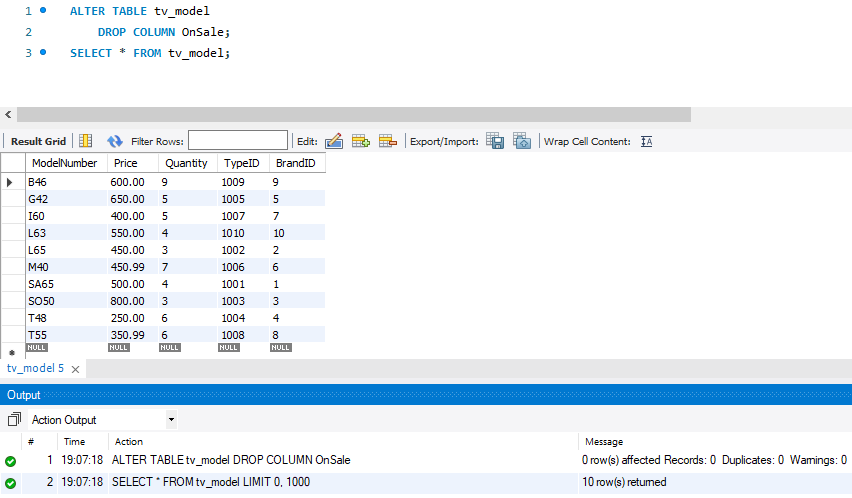 1 ALTER TABLE tv_model
2 DROP COLUMN OnSale;
3 SELECT * FROM tv_model;
Result Grid Filter Rows: Edit: Export/Import: Wrap Cell Content: IA
ModelNumber Price Quantity TypeID BrandID
B46 600.00 9 1009 9
G42 650.00 5 1005 5
I60 400.00 5 1007 7
L63 550.00 4 1010 10
L65 450.00 3 1002 2
M40 450.99 7 1006 6
SA65 500.00 4 1001 1
SO50 800.00 3 1003 3
T48 250.00 6 1004 4
T55 350.99 6 1008 8
NULL NULL NULL NULL NULL
tv_model 5
Output
Action Output
# Time Action Message
1 19:07:18 ALTER TABLE tv_model DROP COLUMN OnSale 0 row(s) affected Records: 0 Duplicates: 0 Warnings: 0
2 19:07:18 SELECT * FROM tv_model LIMIT 0, 1000 10 row(s) returned